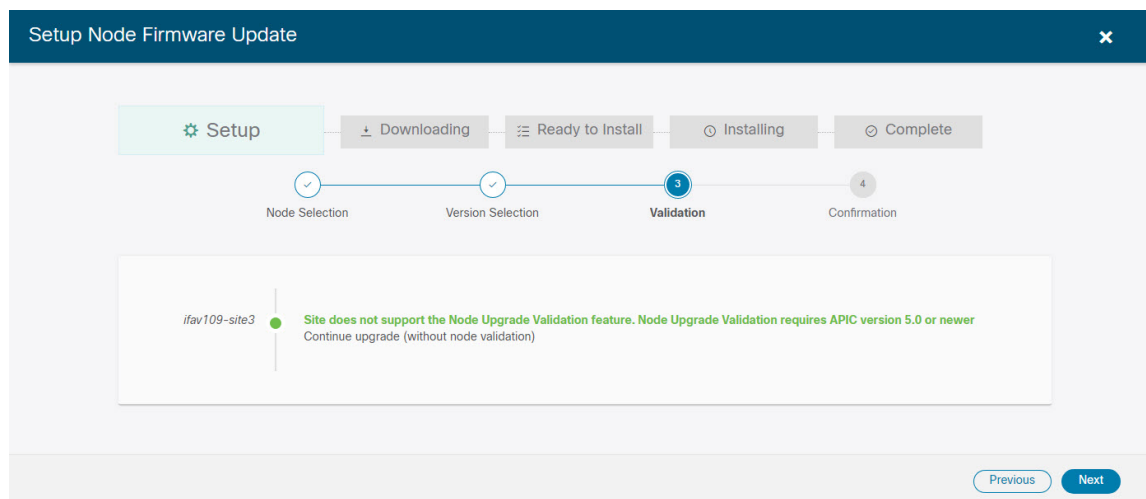 Setup Node Firmware Update
Setup
Downloading
Ready to Install
Installing
Complete
3
4
Node Selection
Version Selection
Validation
Confirmation
ifav109-site3
Site does not support the Node Upgrade Validation feature. Node Upgrade Validation requires APIC version 5.0 or newer
Continue upgrade (without node validation)
Previous
Next